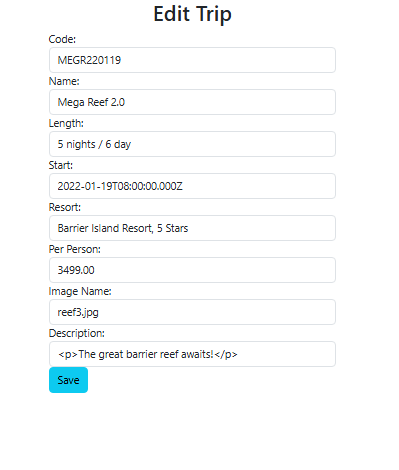 Edit Trip
Code:
MEGR220119
Name:
Mega Reef 2.0
Length:
5 nights / 6 day
Start:
2022-01-19T08:00:00.000Z
Resort:
Barrier Island Resort, 5 Stars
Per Person:
3499.00
Image Name:
reef3.jpg
Description:
<p>The great barrier reef awaits!</p>
Save